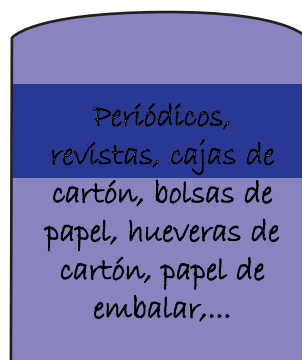 Periódicos,
revistas, cajas de
cartón, bolsas de
papel, hueveras de
cartón, papel de
embalar,...